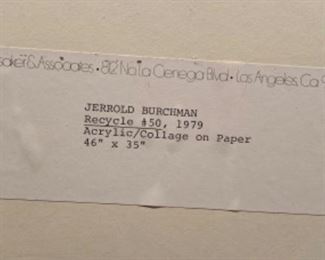 & Associates • 812 No. La Cienega Blvd • Los Angeles, Ca
JERROLD BURCHMAN
Recycle #50, 1979
Acrylic/Collage on Paper
46" x 35"